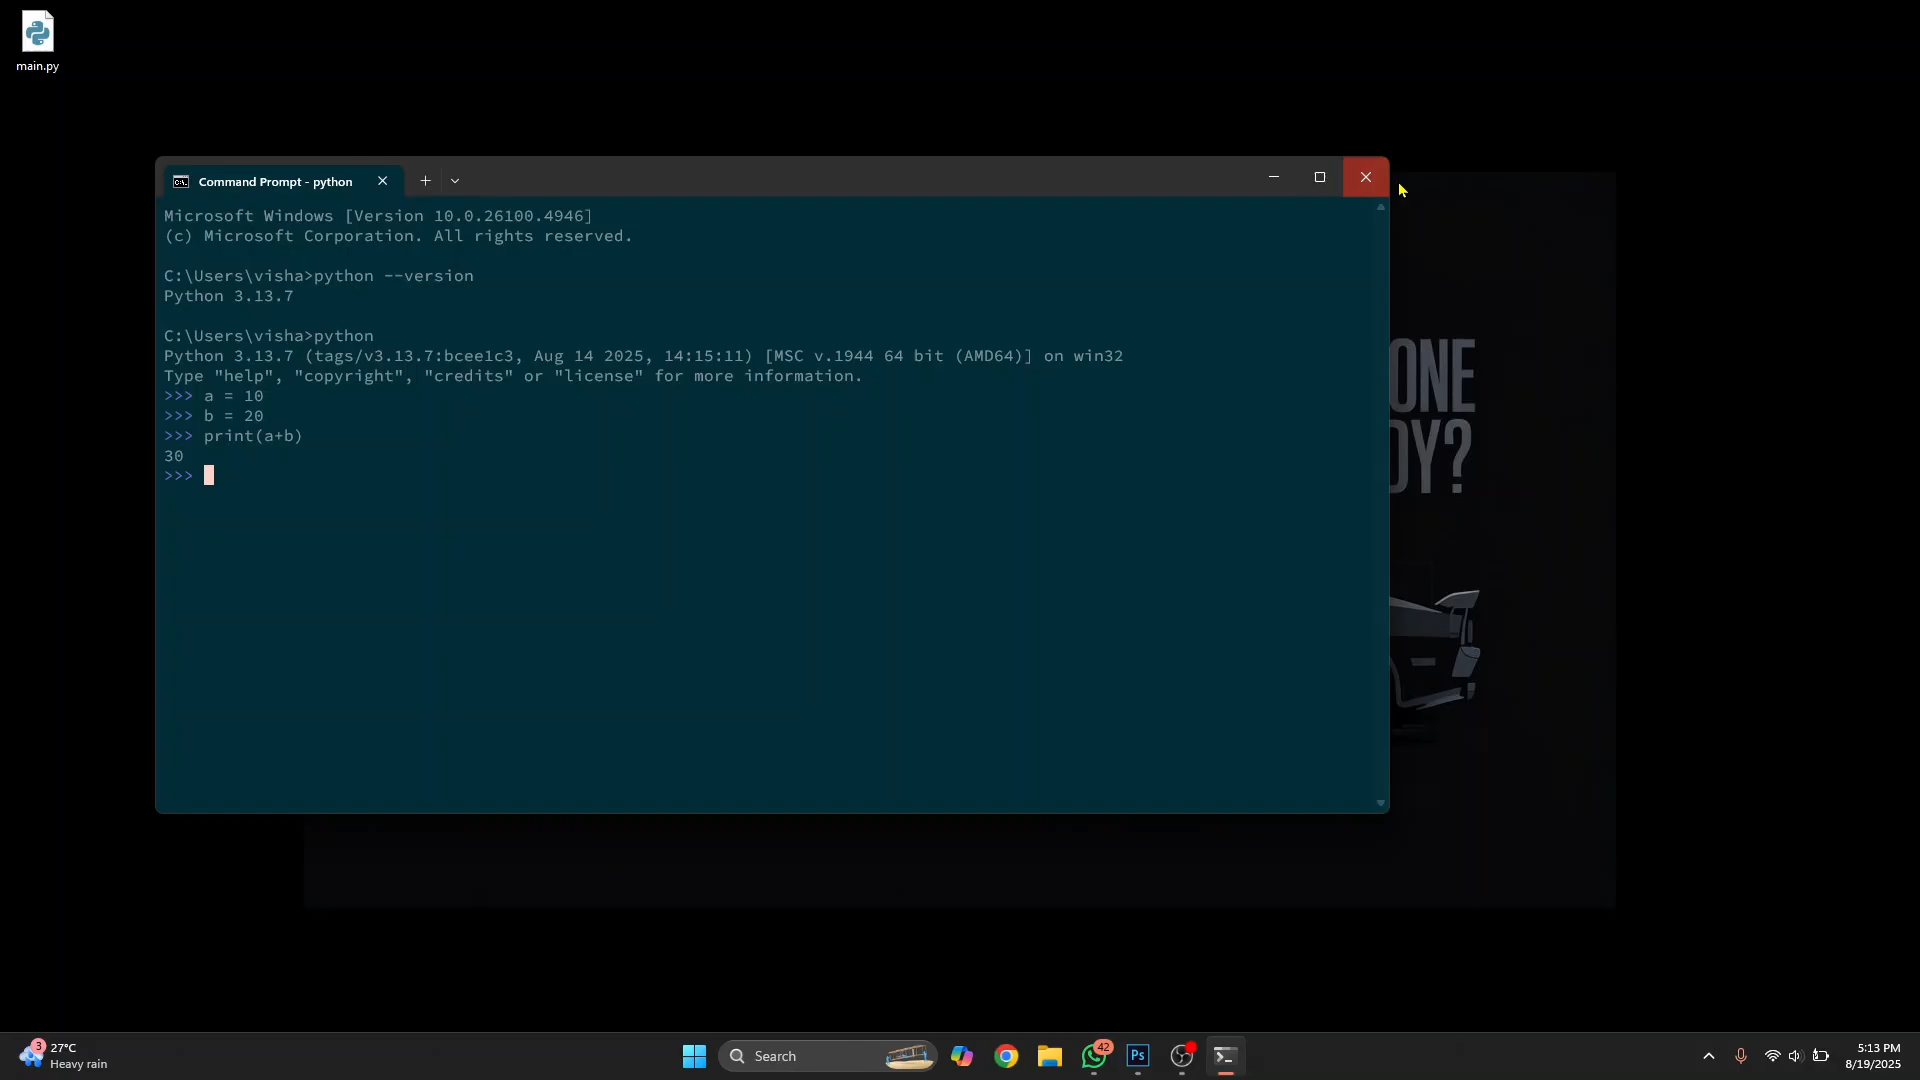 main.py
Command Prompt - python
Microsoft Windows [Version 10.0.26100.4946]
(c) Microsoft Corporation. All rights reserved.
C:\Users\visha>python --version
Python 3.13.7
C:\Users\visha>python
Python 3.13.7 (tags/v3.13.7:bcee1c3, Aug 14 2025, 14:15:11) [MSC v.1944 64 bit (AMD64)] on win32
Type "help", "copyright", "credits" or "license" for more information.
>>> a = 10
>>> b = 20
>>> print(a+b)
30
>>>
ONE
DY?
3
27°C
Heavy rain
Search
42
Ps
5:13 PM
8/19/2025